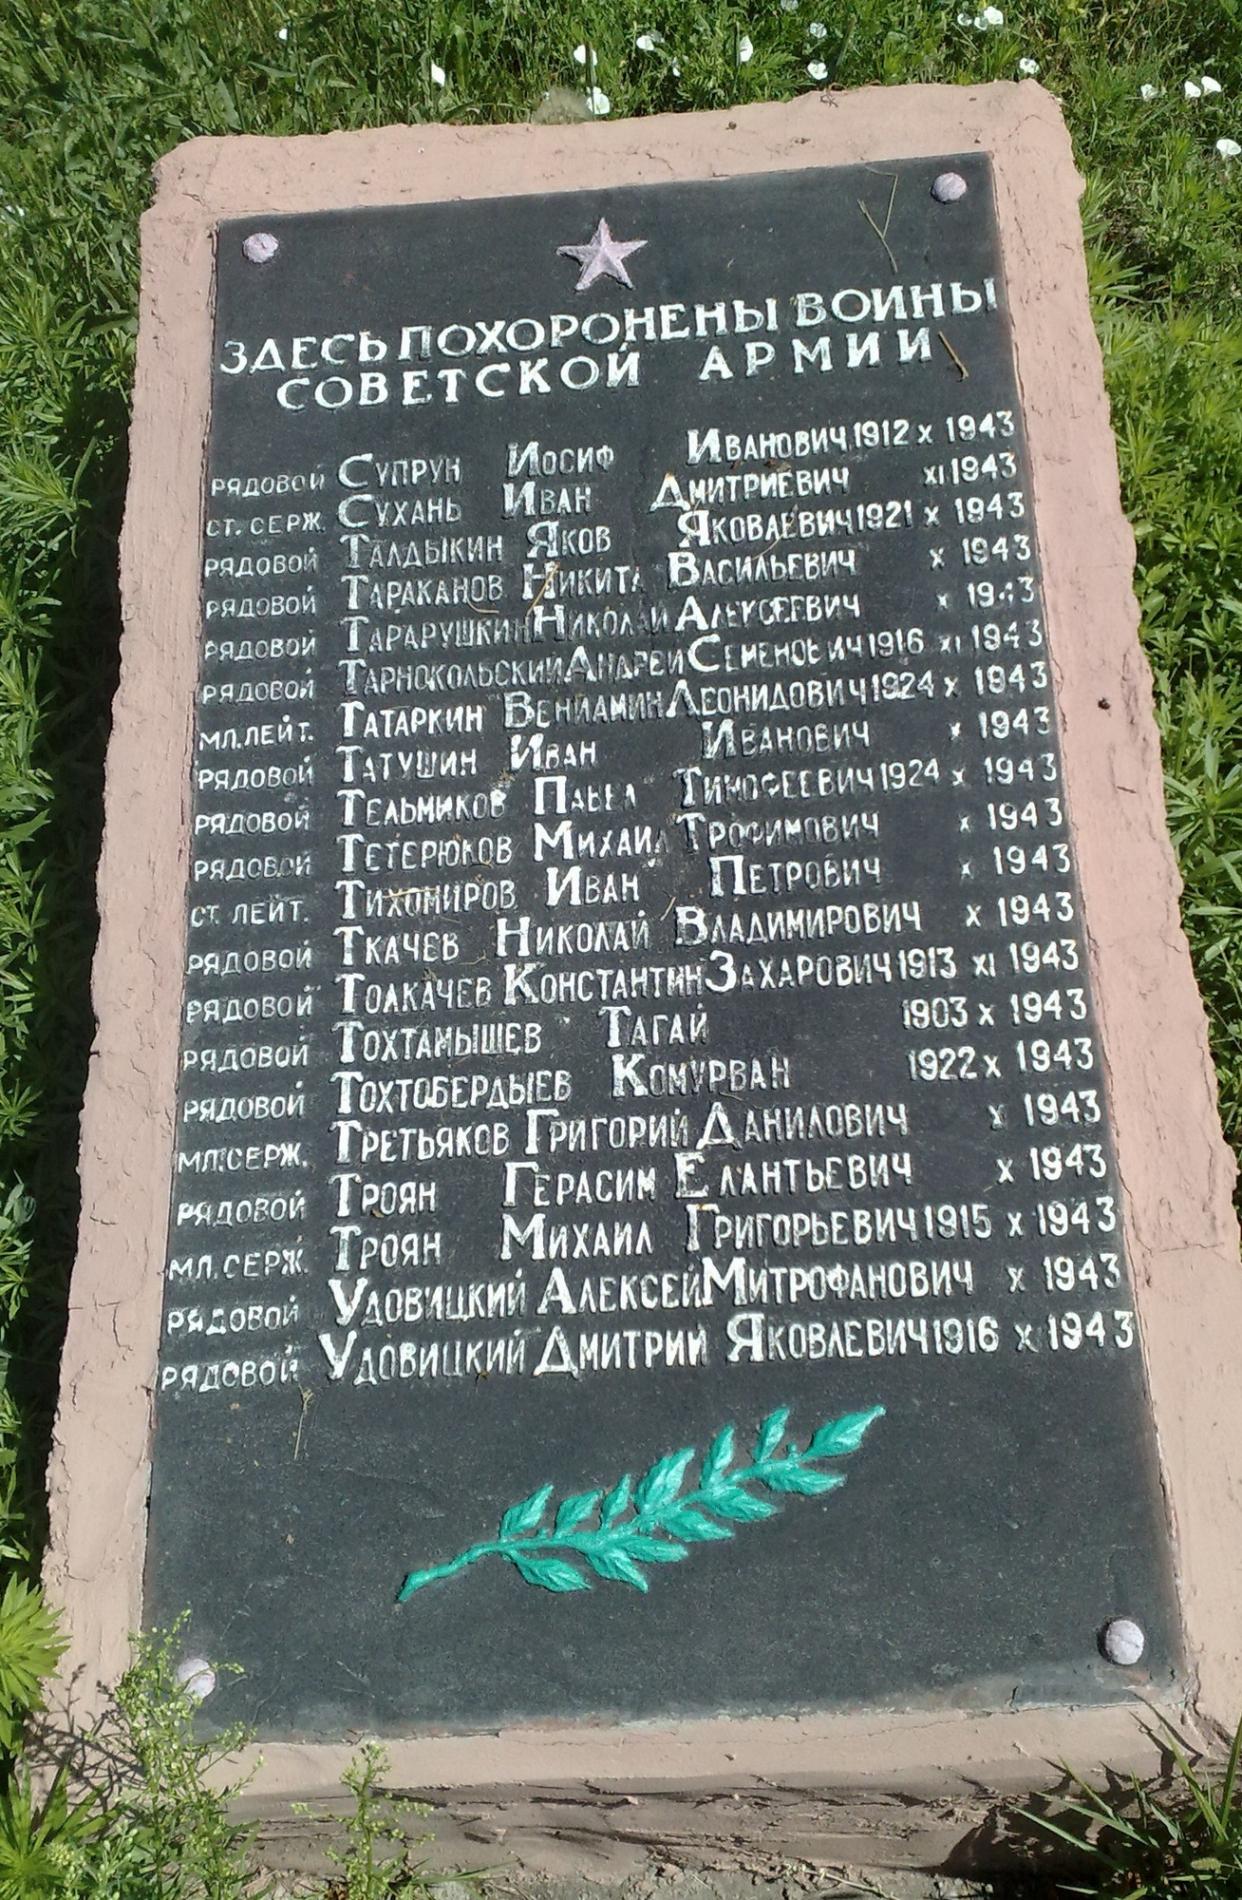 ЗДЕСЬ ПОХОРОНЕНЫ ВОИНЫ
СОВЕТСКОЙ АРМИИ
РЯДОВОЙ СУПРУН ИОСИФ ИВАНОВИЧ 1912 X 1943
СТ. СЕРЖ. СУХАНЬ ИВАН ДМИТРИЕВИЧ XI 1943
РЯДОВОЙ ТАЛДЫКИН ЯКОВ ЯКОВЛЕВИЧ 1921 X 1943
РЯДОВОЙ ТАРАКАНОВ НИКИТА ВАСИЛЬЕВИЧ X 1943
РЯДОВОЙ ТАРАРУШКИН НИКОЛАЙ АЛЕКСЕЕВИЧ X 1943
РЯДОВОЙ ТАРНОКОЛЬСКИЙ АНДРЕЙ СЕМЕНОВИЧ 1916 XI 1943
МЛ. ЛЕЙТ. ТАТАРКИН ВЕНИАМИН ЛЕОНИДОВИЧ 1924 X 1943
РЯДОВОЙ ТАТУШИН ИВАН ИВАНОВИЧ X 1943
РЯДОВОЙ ТЕЛЬМИКОВ ПАВЕЛ ТИМОФЕЕВИЧ 1924 X 1943
РЯДОВОЙ ТЕТЕРЮКОВ МИХАИЛ ТРОФИМОВИЧ X 1943
СТ. ЛЕЙТ. ТИХОМИРОВ ИВАН ПЕТРОВИЧ X 1943
РЯДОВОЙ ТКАЧЕВ НИКОЛАЙ ВЛАДИМИРОВИЧ X 1943
РЯДОВОЙ ТОЛКАЧЕВ КОНСТАНТИН ЗАХАРОВИЧ 1913 XI 1943
РЯДОВОЙ ТОХТАМЫШЕВ ТАГАЙ 1903 X 1943
РЯДОВОЙ ТОХТОБЕРДЫЕВ КОМУРВАН 1922 X 1943
МЛ. СЕРЖ. ТРЕТЬЯКОВ ГРИГОРИЙ ДАНИЛОВИЧ X 1943
РЯДОВОЙ ТРОЯН ГЕРАСИМ ЕЛАНТЬЕВИЧ X 1943
МЛ. СЕРЖ. ТРОЯН МИХАИЛ ГРИГОРЬЕВИЧ 1915 X 1943
РЯДОВОЙ УДОВИЦКИЙ АЛЕКСЕЙ МИТРОФАНОВИЧ X 1943
РЯДОВОЙ УДОВИЦКИЙ ДМИТРИЙ ЯКОВЛЕВИЧ 1916 X 1943